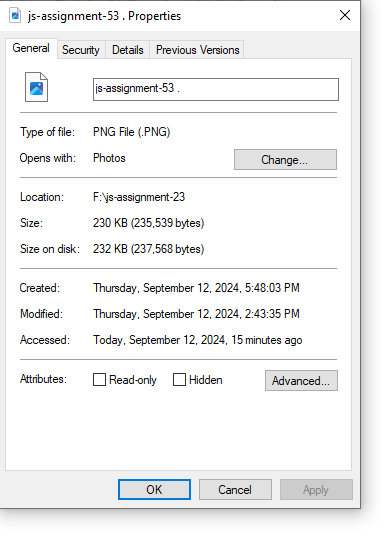 js-assignment-53 . Properties
General Security Details Previous Versions
js-assignment-53 .
Type of file: PNG File (.PNG)
Opens with: Photos Change...
Location: F:\js-assignment-23
Size: 230 KB (235,539 bytes)
Size on disk: 232 KB (237,568 bytes)
Created: Thursday, September 12, 2024, 5:48:03 PM
Modified: Thursday, September 12, 2024, 2:43:35 PM
Accessed: Today, September 12, 2024, 15 minutes ago
Attributes: Read-only Hidden Advanced...
OK Cancel Apply